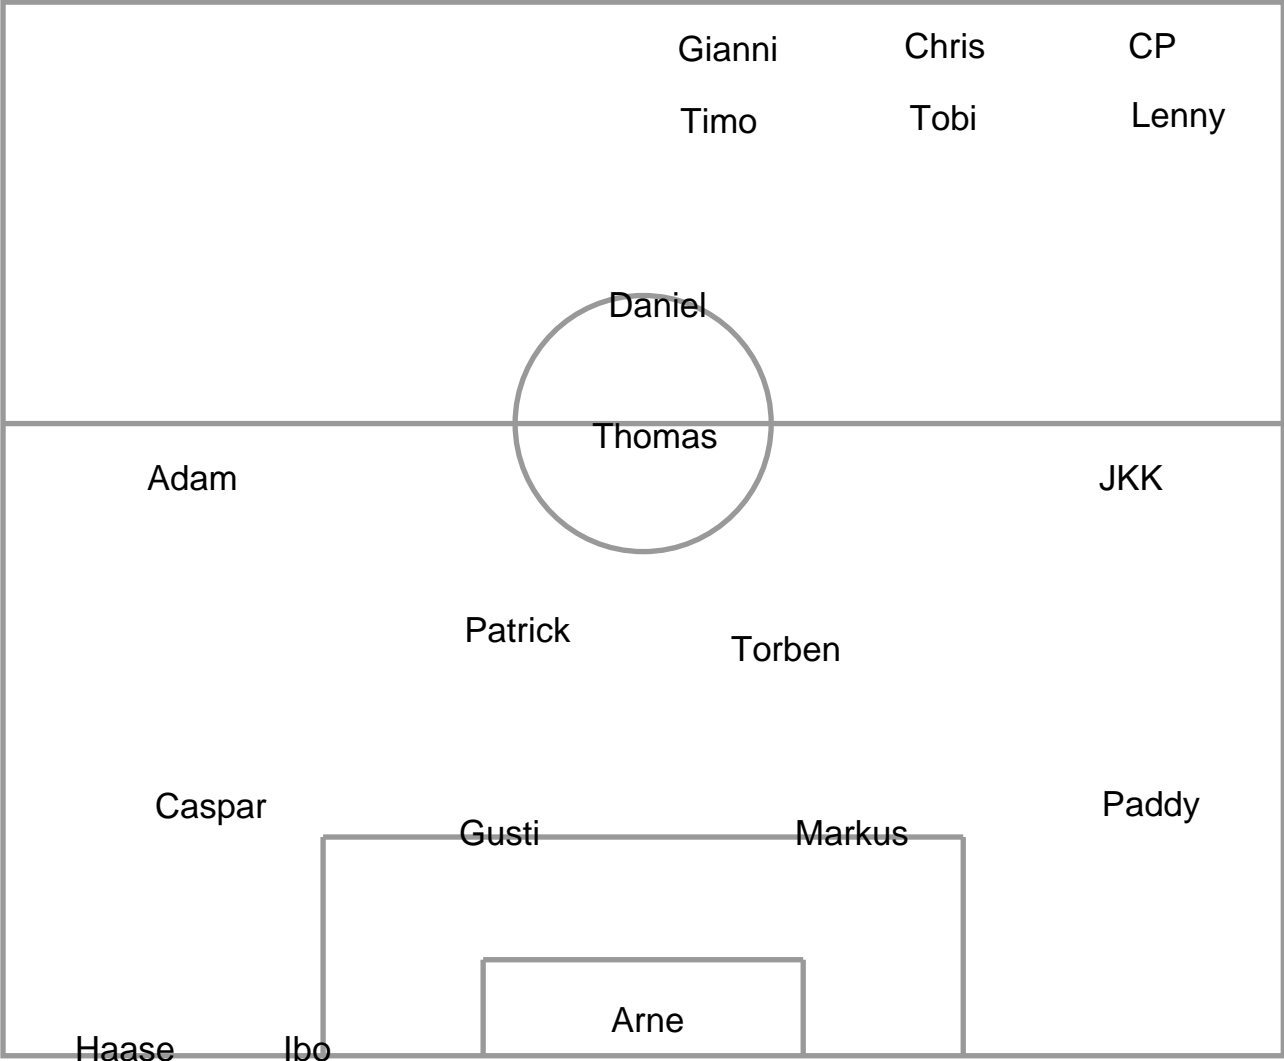 Gianni Chris CP
Timo Tobi Lenny
Daniel
Thomas
Adam JKK
Patrick Torben
Caspar Paddy
Gusti Markus
Arne
Haase Ibo